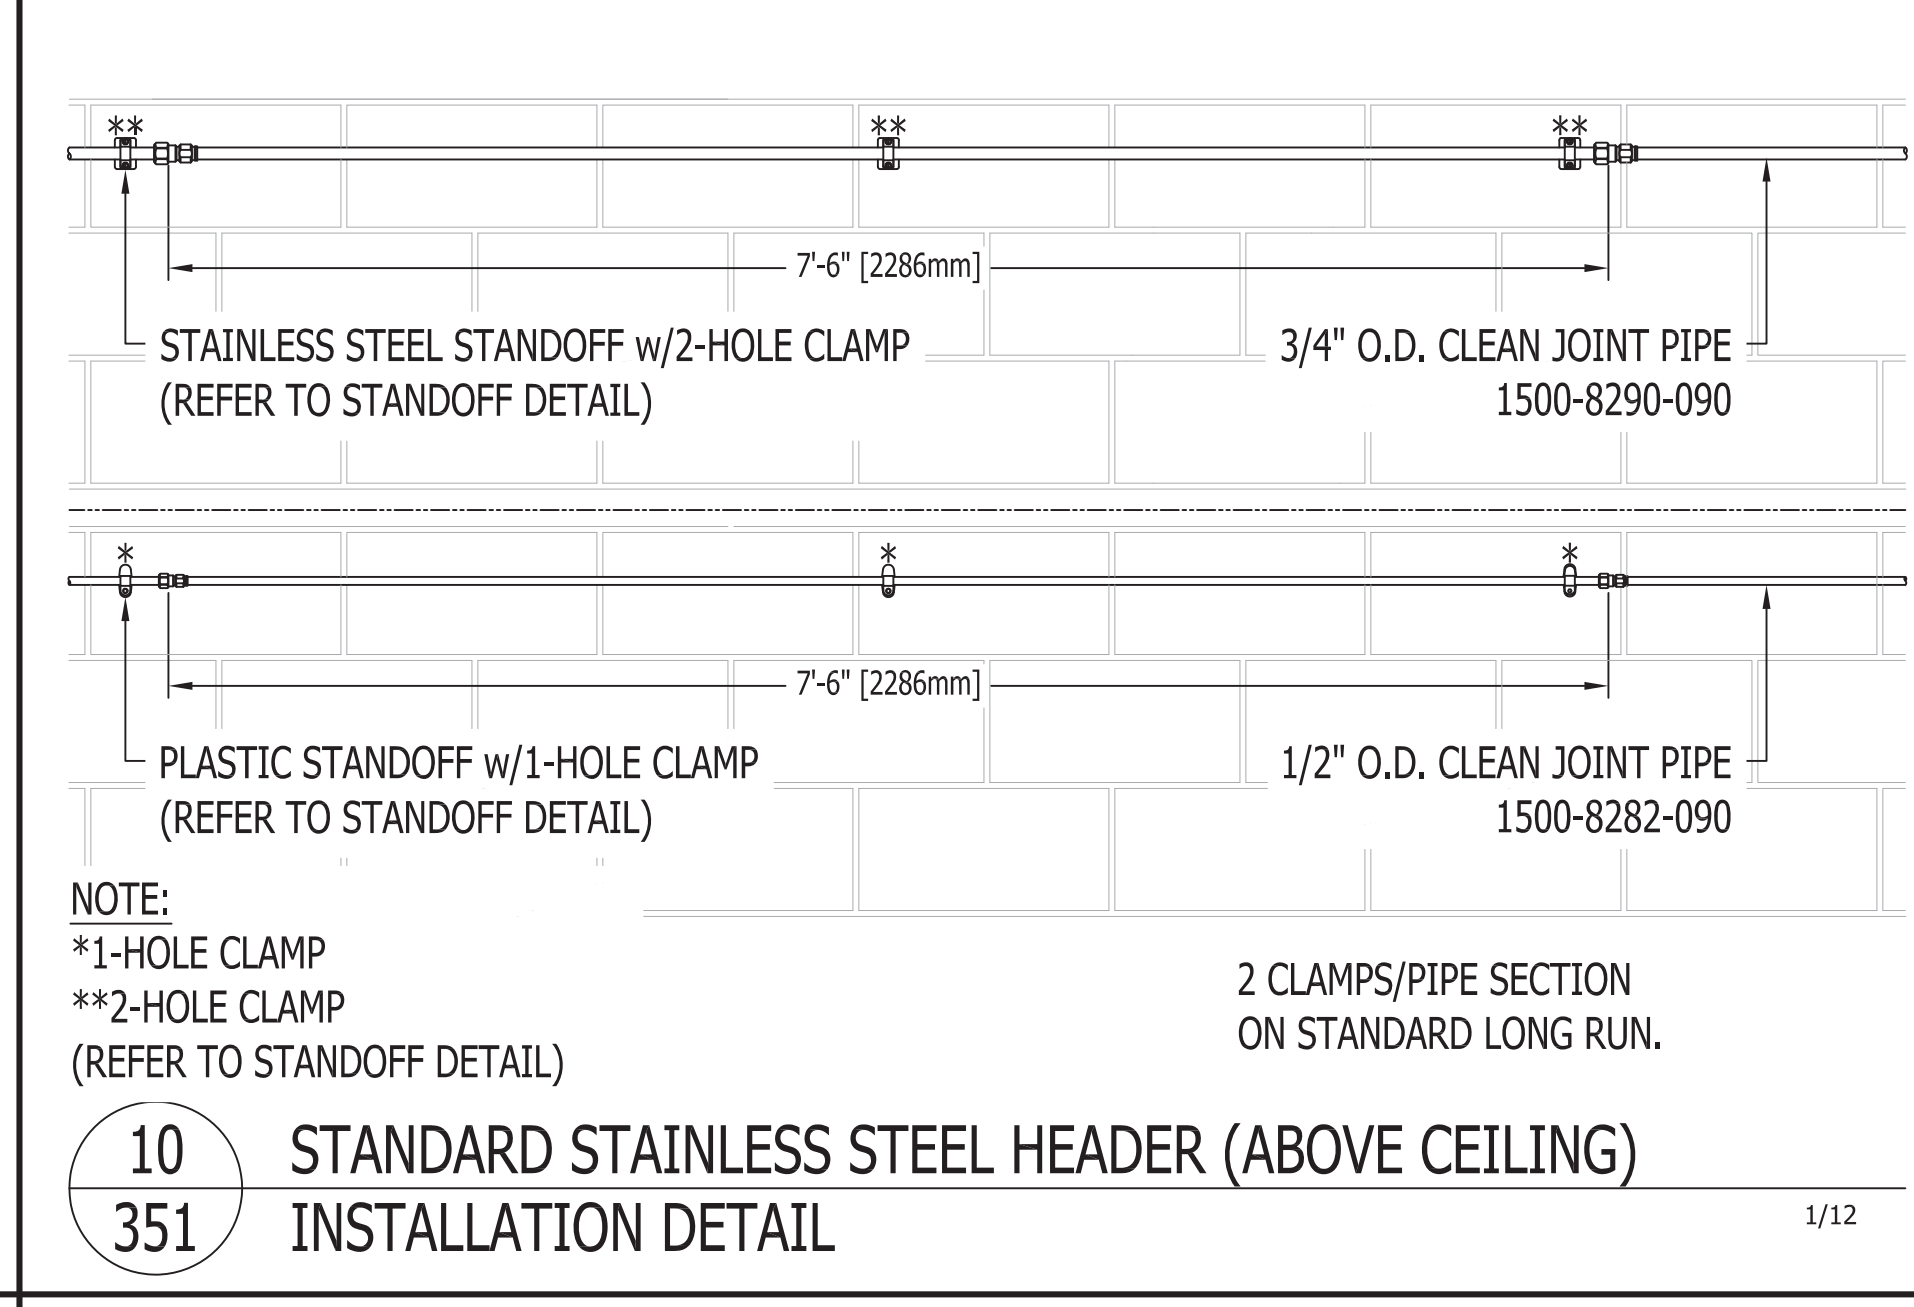 ** ** **
7'-6" [2286mm]
STAINLESS STEEL STANDOFF w/2-HOLE CLAMP
(REFER TO STANDOFF DETAIL)
3/4" O.D. CLEAN JOINT PIPE
1500-8290-090
* * *
7'-6" [2286mm]
PLASTIC STANDOFF w/1-HOLE CLAMP
(REFER TO STANDOFF DETAIL)
1/2" O.D. CLEAN JOINT PIPE
1500-8282-090
NOTE:
*1-HOLE CLAMP
**2-HOLE CLAMP
(REFER TO STANDOFF DETAIL)
2 CLAMPS/PIPE SECTION
ON STANDARD LONG RUN.
10
351
STANDARD STAINLESS STEEL HEADER (ABOVE CEILING)
INSTALLATION DETAIL
1/12